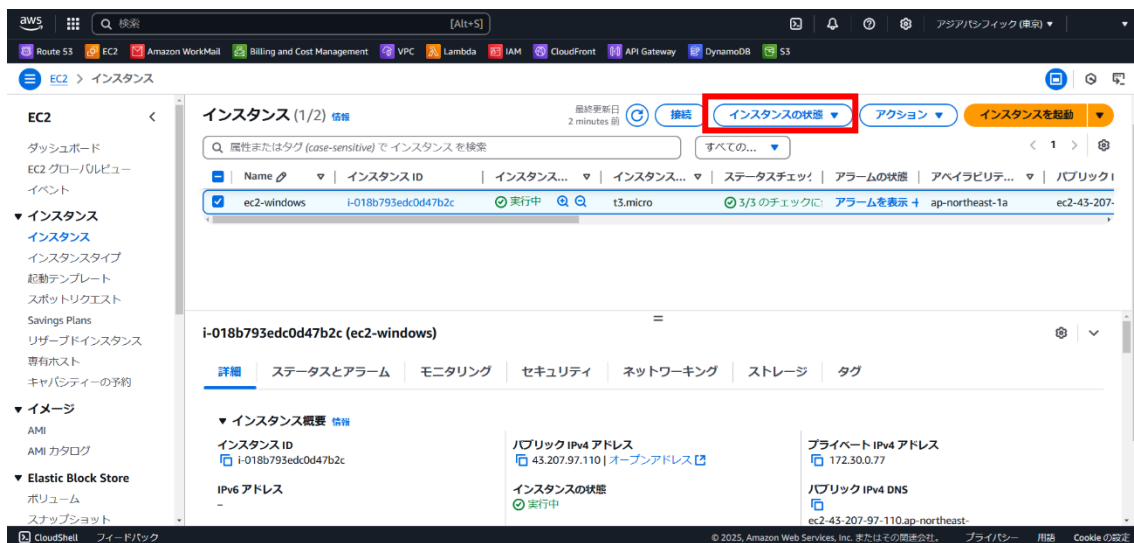 aws
検索 [Alt+S] アジアパシフィック (東京) ▼
Route 53 EC2 Amazon WorkMail Billing and Cost Management VPC Lambda IAM CloudFront API Gateway DynamoDB S3
EC2 > インスタンス
EC2
ダッシュボード
EC2 グローバルビュー
イベント
▼ インスタンス
インスタンス
インスタンスタイプ
起動テンプレート
スポットリクエスト
Savings Plans
リザーブドインスタンス
専有ホスト
キャパシティーの予約
▼ イメージ
AMI
AMI カタログ
▼ Elastic Block Store
ボリューム
スナップショット
インスタンス (1/2) 情報
最終更新日
2 minutes 前
接続 インスタンスの状態 ▼ アクション ▼ インスタンスを起動 ▼
属性またはタグ (case-sensitive) で インスタンス を検索 すべての... ▼ < 1 >
Name インスタンス ID インスタンス... インスタンス... ステータスチェック アラームの状態 アベイラビリテ... パブリック I
ec2-windows i-018b793edc0d47b2c 実行中 t3.micro 3/3 のチェックに アラームを表示 + ap-northeast-1a ec2-43-207-
i-018b793edc0d47b2c (ec2-windows)
詳細 ステータスとアラーム モニタリング セキュリティ ネットワーキング ストレージ タグ
▼ インスタンス概要 情報
インスタンス ID
i-018b793edc0d47b2c
パブリック IPv4 アドレス
43.207.97.110 | オープンアドレス
プライベート IPv4 アドレス
172.30.0.77
IPv6 アドレス
–
インスタンスの状態
実行中
パブリック IPv4 DNS
ec2-43-207-97-110.ap-northeast-
CloudShell フィードバック © 2025, Amazon Web Services, Inc. またはその関連会社。 プライバシー 用語 Cookie の設定